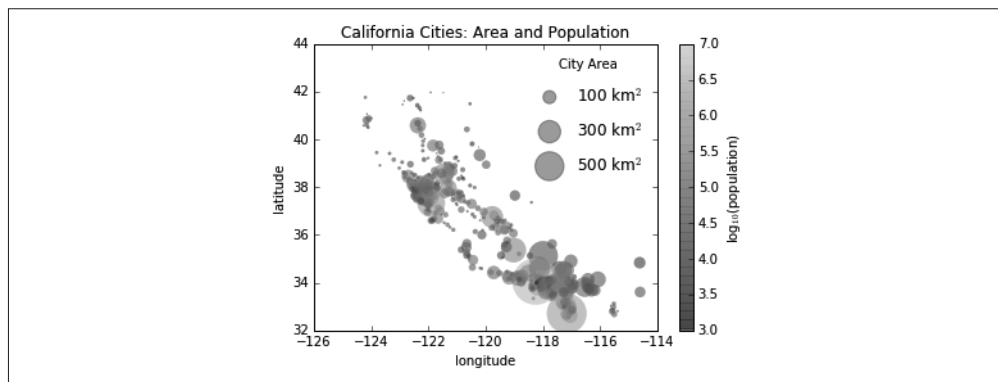 California Cities: Area and Population
44
42
40
38
36
34
32
−126
−124
−122
−120
−118
−116
−114
latitude
longitude
City Area
100 km²
300 km²
500 km²
7.0
6.5
6.0
5.5
5.0
4.5
4.0
3.5
3.0
log₁₀(population)